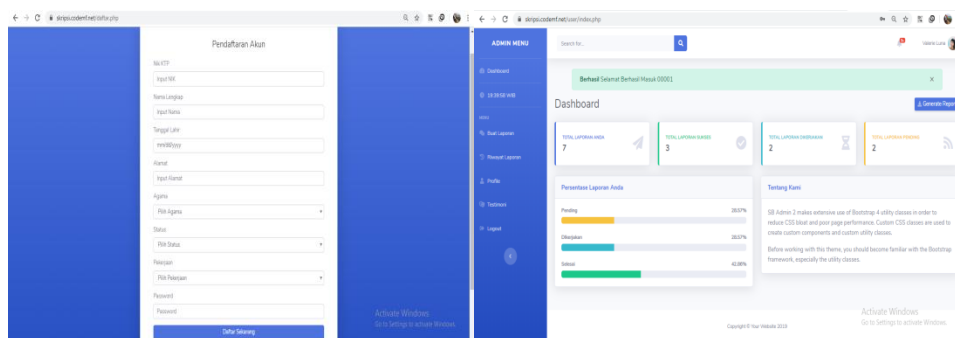 skripsi.codemf.net/daftar.php
Pendaftaran Akun
Nik KTP
Input NIK
Nama Lengkap
Input Nama
Tanggal Lahir
mm/dd/yyyy
Alamat
Input Alamat
Agama
Pilih Agama
Status
Pilih Status
Pekerjaan
Pilih Pekerjaan
Password
Password
Daftar Sekarang
Activate Windows
Go to Settings to activate Windows.
skripsi.codemf.net/user/index.php
ADMIN MENU
Search for...
Dashboard
WIB
MENU
Buat Laporan
Riwayat Laporan
Profile
Testimoni
Logout
Berhasil Selamat Berhasil Masuk 00001
x
Dashboard
Generate Repor
TOTAL LAPORAN ANDA
7
TOTAL LAPORAN SUKSES
3
TOTAL LAPORAN DIKERJAKAN
2
TOTAL LAPORAN PENDING
2
Persentase Laporan Anda
Pending
28.57%
Dikerjakan
28.57%
Selesai
42.86%
Tentang Kami
SB Admin 2 makes extensive use of Bootstrap 4 utility classes in order to
reduce CSS bloat and poor page performance. Custom CSS classes are used to
create custom components and custom utility classes.
Before working with this theme, you should become familiar with the Bootstrap
framework, especially the utility classes.
Copyright © Your Website 2019
Activate Windows
Go to Settings to activate Windows.